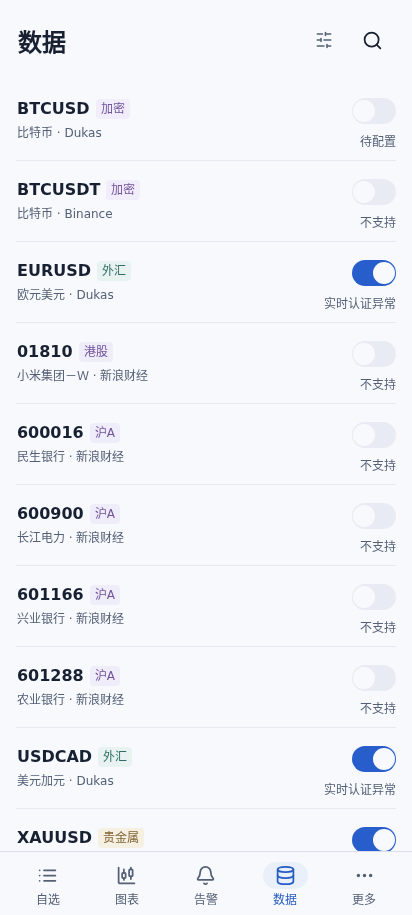 数据
BTCUSD 加密
比特币 · Dukas
待配置
BTCUSDT 加密
比特币 · Binance
不支持
EURUSD 外汇
欧元美元 · Dukas
实时认证异常
01810 港股
小米集团－W · 新浪财经
不支持
600016 沪A
民生银行 · 新浪财经
不支持
600900 沪A
长江电力 · 新浪财经
不支持
601166 沪A
兴业银行 · 新浪财经
不支持
601288 沪A
农业银行 · 新浪财经
不支持
USDCAD 外汇
美元加元 · Dukas
实时认证异常
XAUUSD 贵金属
自选 图表 告警 数据 更多